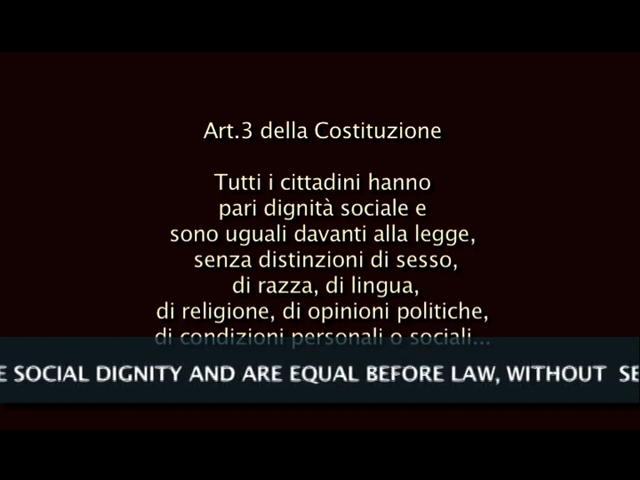 Art.3 della Costituzione
Tutti i cittadini hanno
pari dignità sociale e
sono uguali davanti alla legge,
senza distinzioni di sesso,
di razza, di lingua,
di religione, di opinioni politiche,
di condizioni personali o sociali...
SOCIAL DIGNITY AND ARE EQUAL BEFORE LAW, WITHOUT